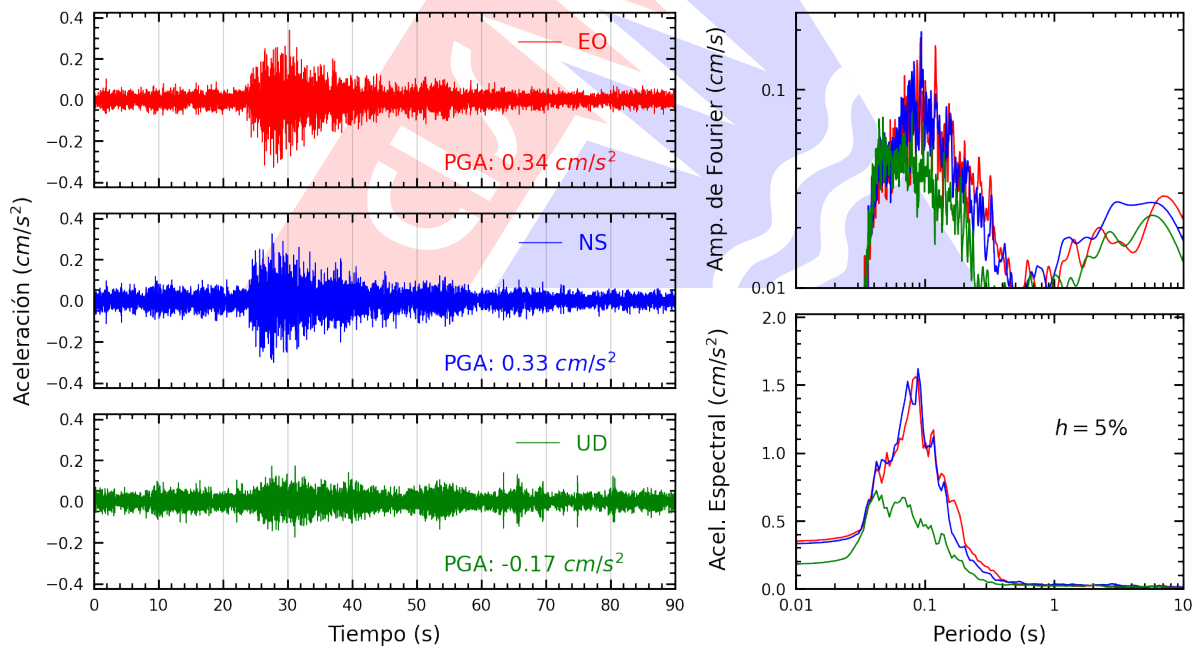 Aceleración (cm/s²)
0.4
0.2
0.0
−0.2
−0.4
EO
PGA: 0.34 cm/s²
0.4
0.2
0.0
−0.2
−0.4
NS
PGA: 0.33 cm/s²
0.4
0.2
0.0
−0.2
−0.4
UD
PGA: -0.17 cm/s²
0 10 20 30 40 50 60 70 80 90
Tiempo (s)
Amp. de Fourier (cm/s)
0.1
0.01
Acel. Espectral (cm/s²)
2.0
1.5
1.0
0.5
0.0
h = 5%
0.01 0.1 1 10
Periodo (s)